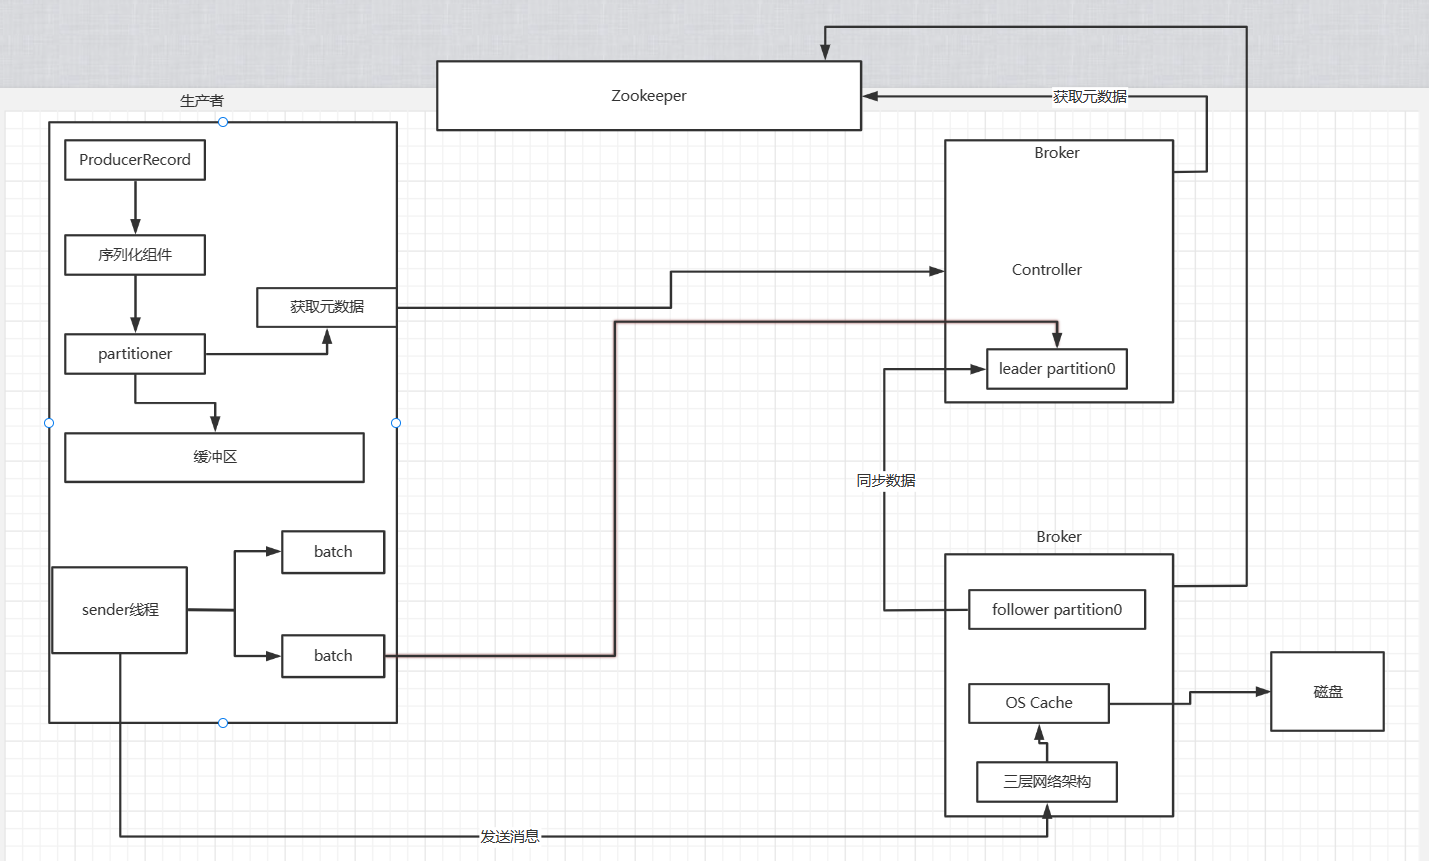 生产者
ProducerRecord
序列化组件
获取元数据
partitioner
缓冲区
batch
sender线程
batch
Zookeeper
获取元数据
Broker
Controller
leader partition0
同步数据
Broker
follower partition0
OS Cache
磁盘
三层网络架构
发送消息